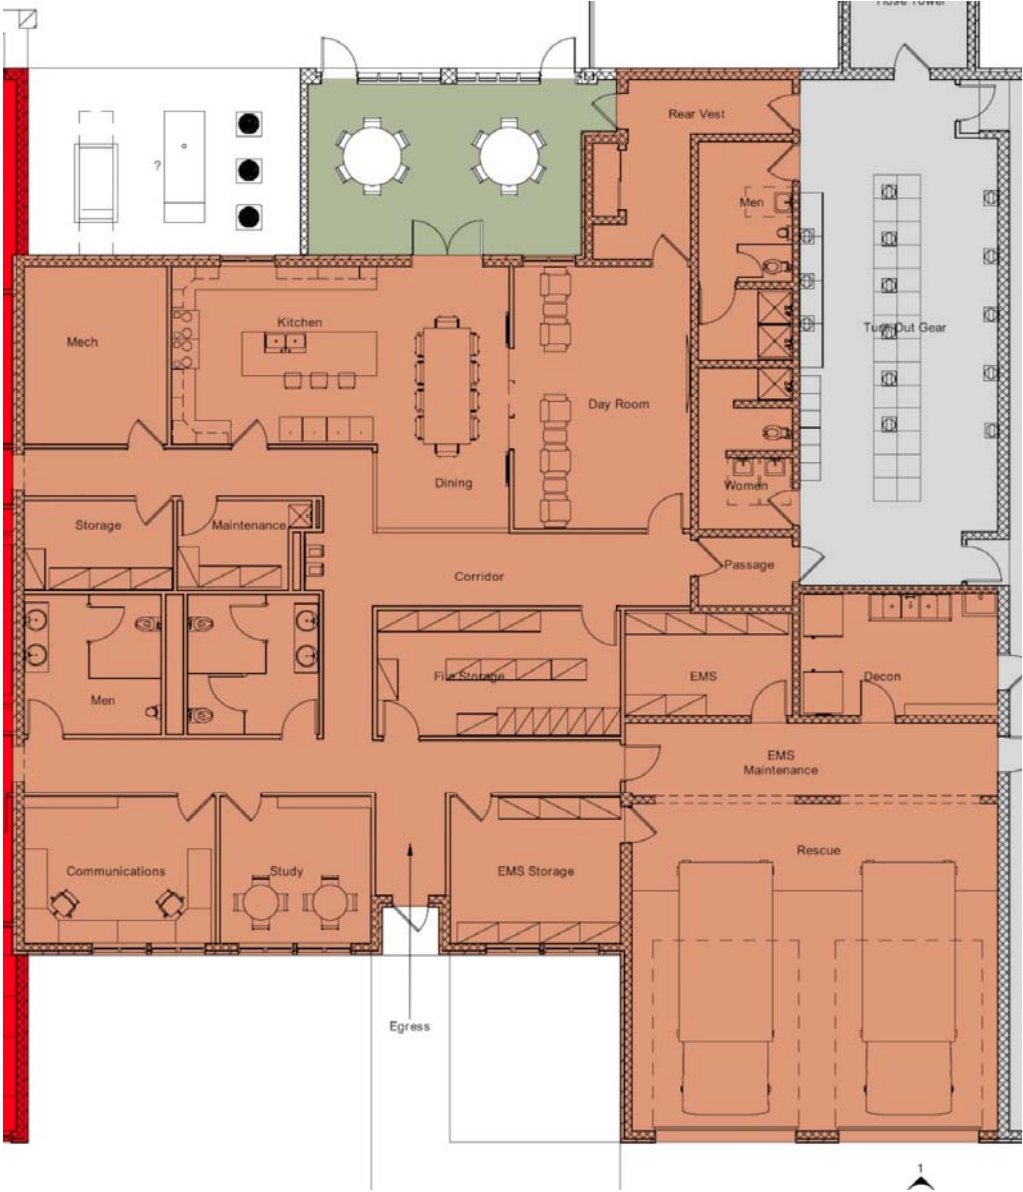 Hose Tower
Rear Vest
?
Men
Kitchen
Mech
Turn Out Gear
Day Room
Dining
Women
Storage
Maintenance
Corridor
Passage
File Storage
EMS
Decon
Men
EMS
Maintenance
Rescue
Communications
Study
EMS Storage
Egress
1